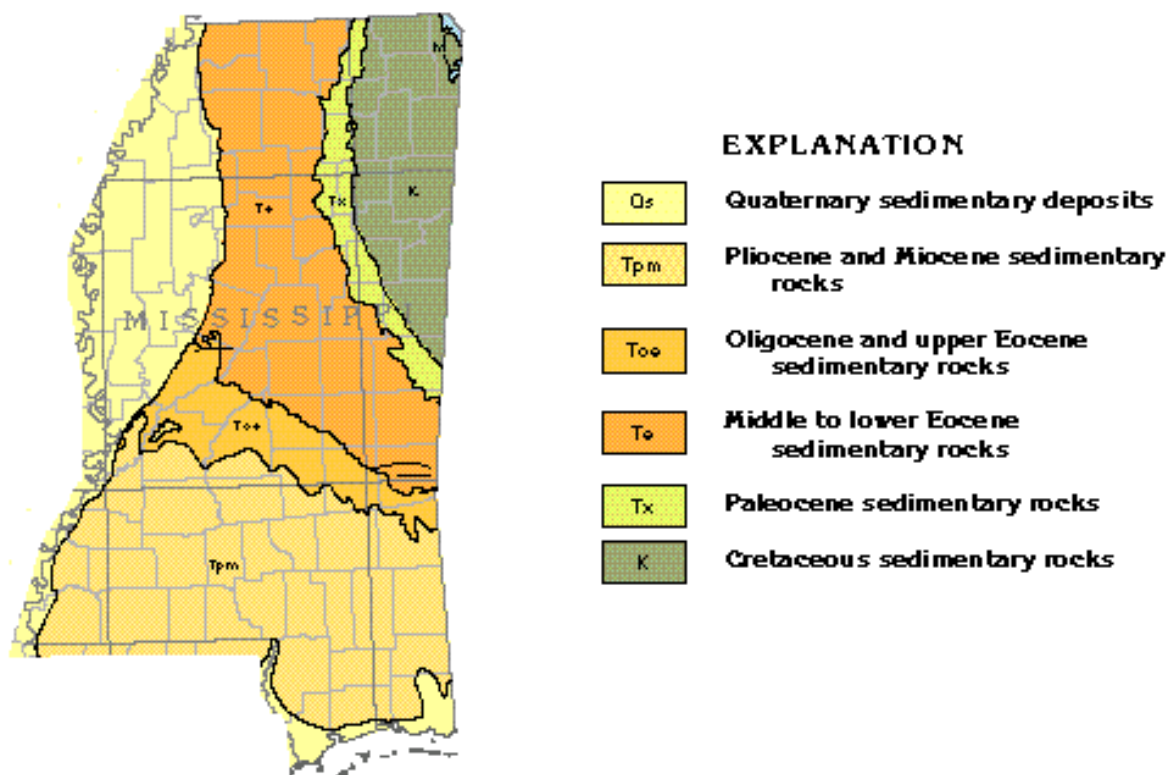 EXPLANATION
Qs Quaternary sedimentary deposits
Tpm Pliocene and Miocene sedimentary
rocks
Toe Oligocene and upper Eocene
sedimentary rocks
Te Middle to lower Eocene
sedimentary rocks
Tx Paleocene sedimentary rocks
K Cretaceous sedimentary rocks
M
K
Te
Tx
MISSISSIPPI
Toe
Tpm